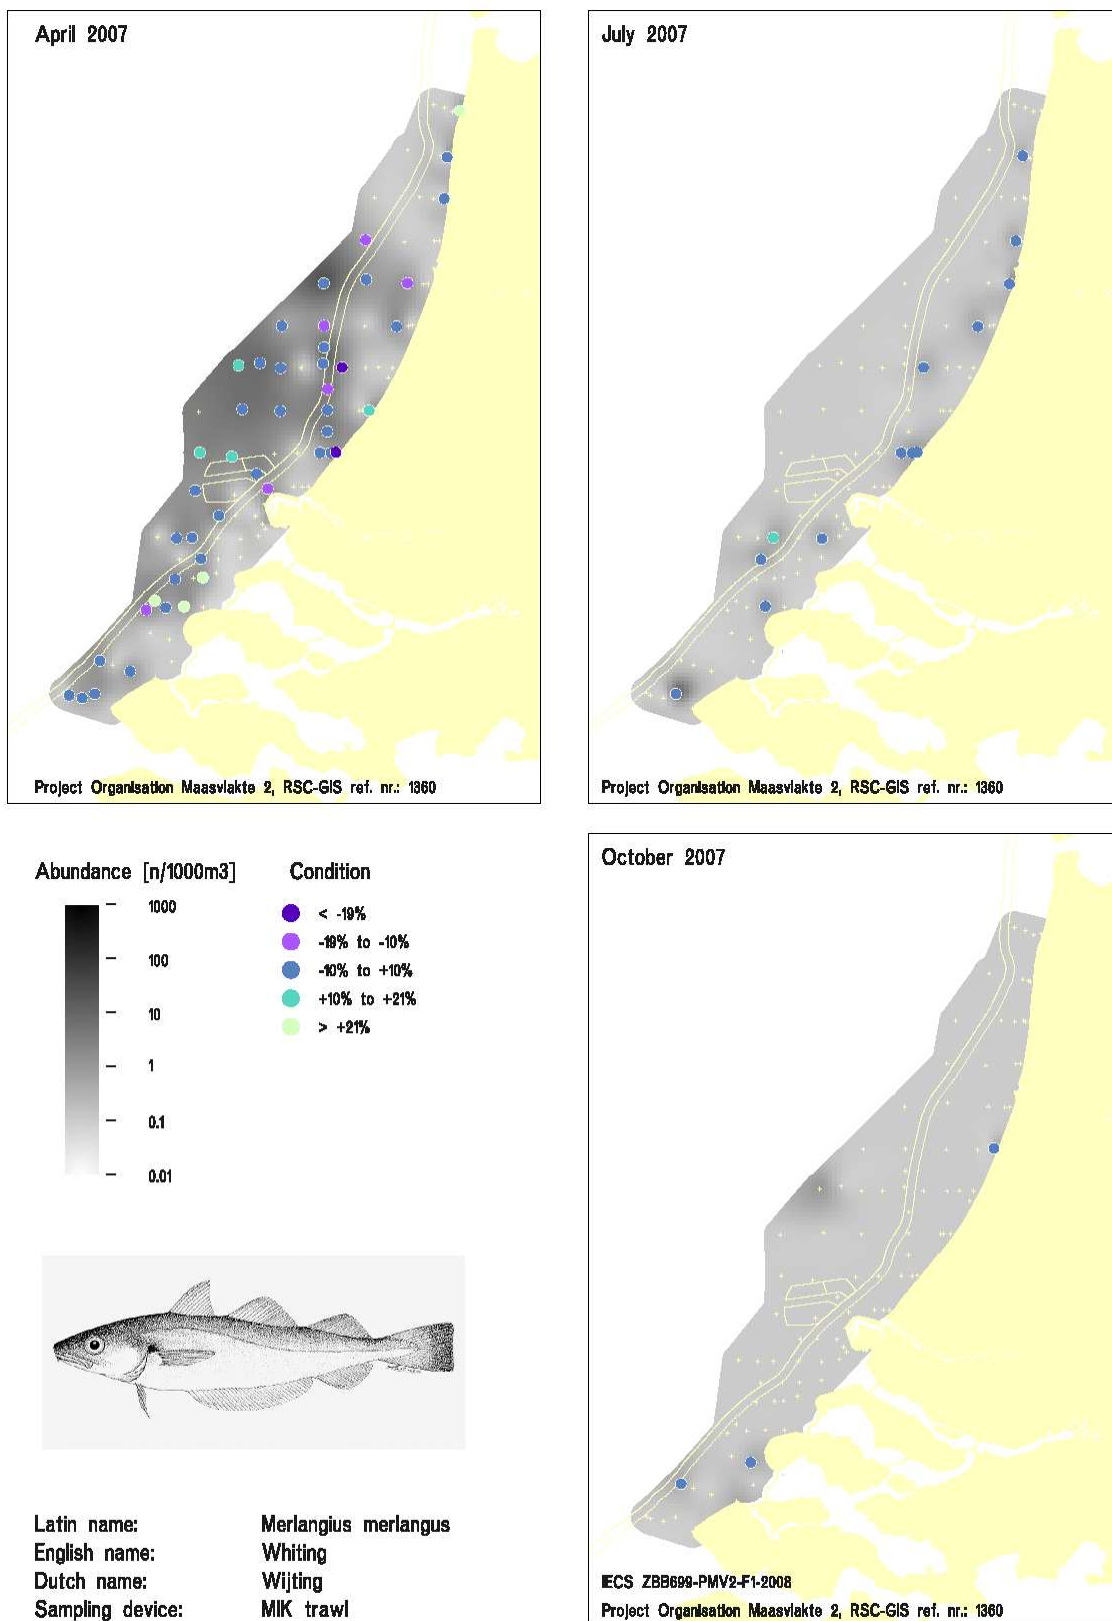 April 2007
July 2007
Project Organisation Maasvlakte 2, RSC-GIS ref. nr.: 1360
Project Organisation Maasvlakte 2, RSC-GIS ref. nr.: 1360
Abundance [n/1000m3]
1000
100
10
1
0.1
0.01
Condition
< -19%
-19% to -10%
-10% to +10%
+10% to +21%
> +21%
October 2007
Latin name: Merlangius merlangus
English name: Whiting
Dutch name: Wijting
Sampling device: MIK trawl
IECS ZBB699-PMV2-F1-2008
Project Organisation Maasvlakte 2, RSC-GIS ref. nr.: 1360